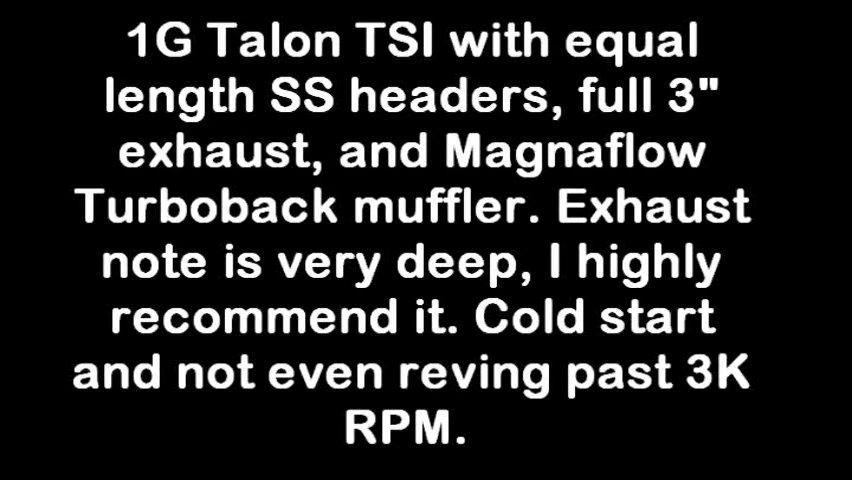 1G Talon TSI with equal
length SS headers, full 3"
exhaust, and Magnaflow
Turboback muffler. Exhaust
note is very deep, I highly
recommend it. Cold start
and not even reving past 3K
RPM.